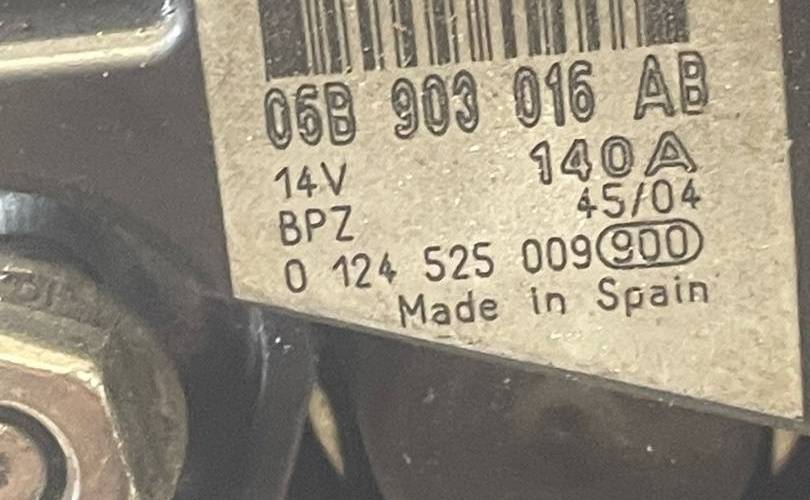 06B 903 016 AB
14V 140A
BPZ 45/04
0 124 525 009 900
Made in Spain